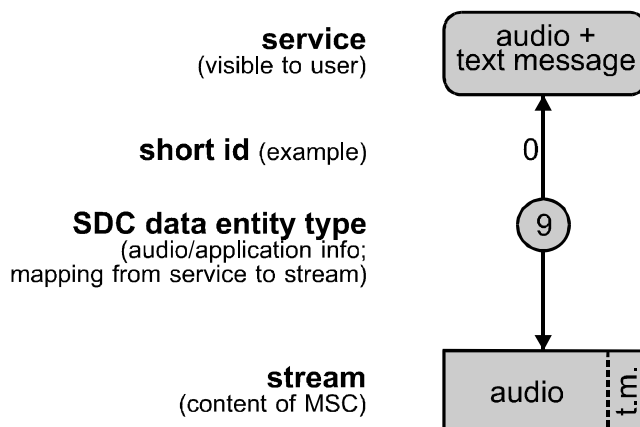 service
(visible to user)
audio +
text message
short id (example)
0
SDC data entity type
(audio/application info;
mapping from service to stream)
9
stream
(content of MSC)
audio
t.m.